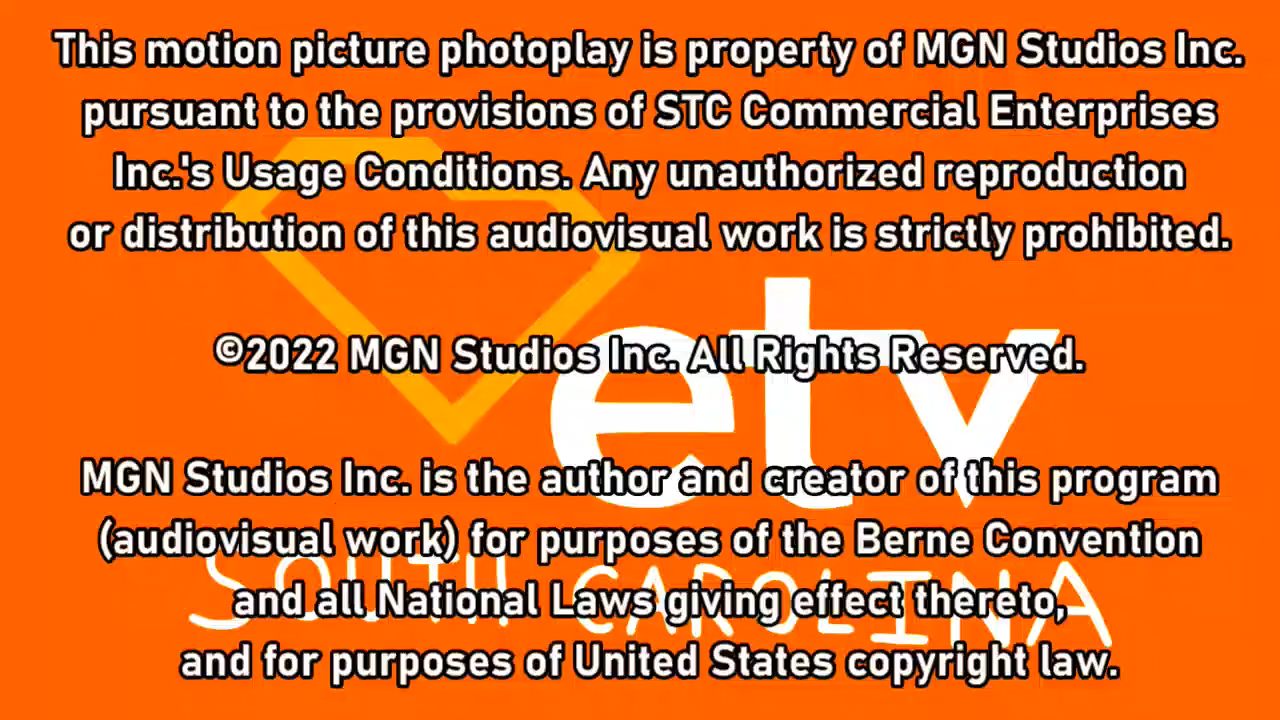 This motion picture photoplay is property of MGN Studios Inc.
pursuant to the provisions of STC Commercial Enterprises
Inc.'s Usage Conditions. Any unauthorized reproduction
or distribution of this audiovisual work is strictly prohibited.
©2022 MGN Studios Inc. All Rights Reserved.
etv
MGN Studios Inc. is the author and creator of this program
(audiovisual work) for purposes of the Berne Convention
SOUTH CAROLINA
and all National Laws giving effect thereto,
and for purposes of United States copyright law.